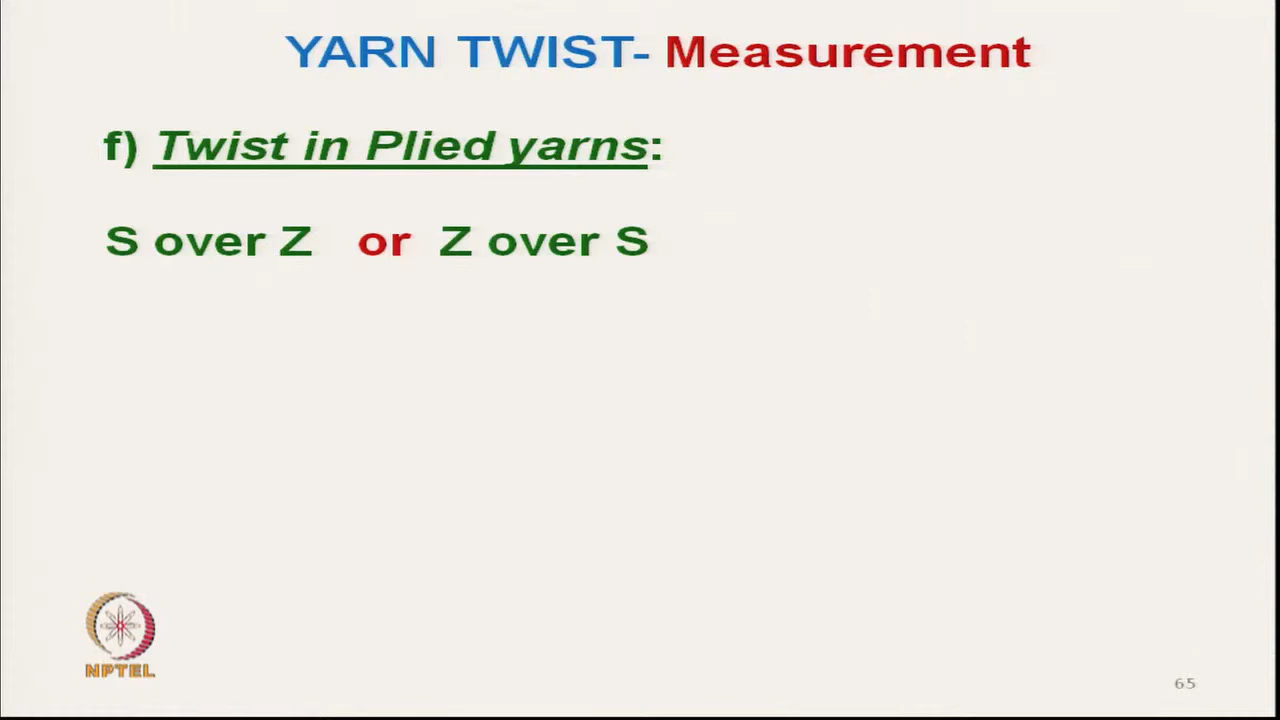 YARN TWIST- Measurement
f) Twist in Plied yarns:
S over Z or Z over S
NPTEL
65